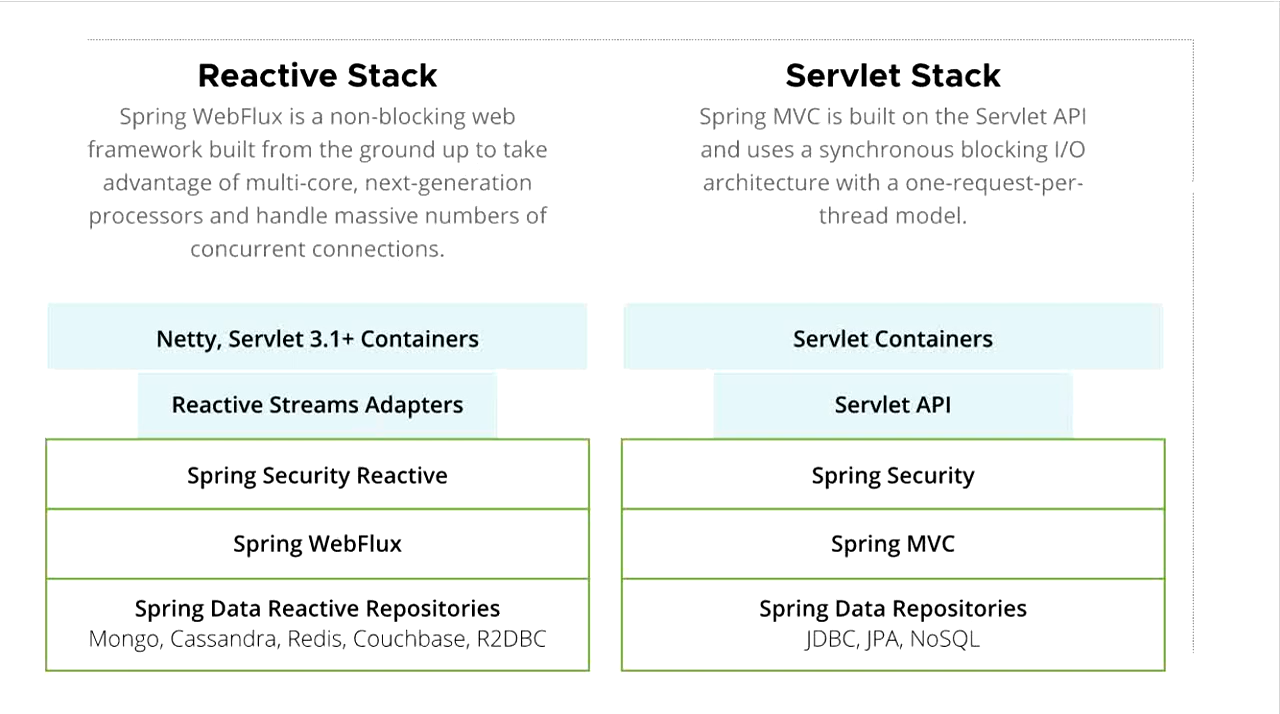 Reactive Stack
Spring WebFlux is a non-blocking web
framework built from the ground up to take
advantage of multi-core, next-generation
processors and handle massive numbers of
concurrent connections.
Netty, Servlet 3.1+ Containers
Reactive Streams Adapters
Spring Security Reactive
Spring WebFlux
Spring Data Reactive Repositories
Mongo, Cassandra, Redis, Couchbase, R2DBC
Servlet Stack
Spring MVC is built on the Servlet API
and uses a synchronous blocking I/O
architecture with a one-request-per-
thread model.
Servlet Containers
Servlet API
Spring Security
Spring MVC
Spring Data Repositories
JDBC, JPA, NoSQL